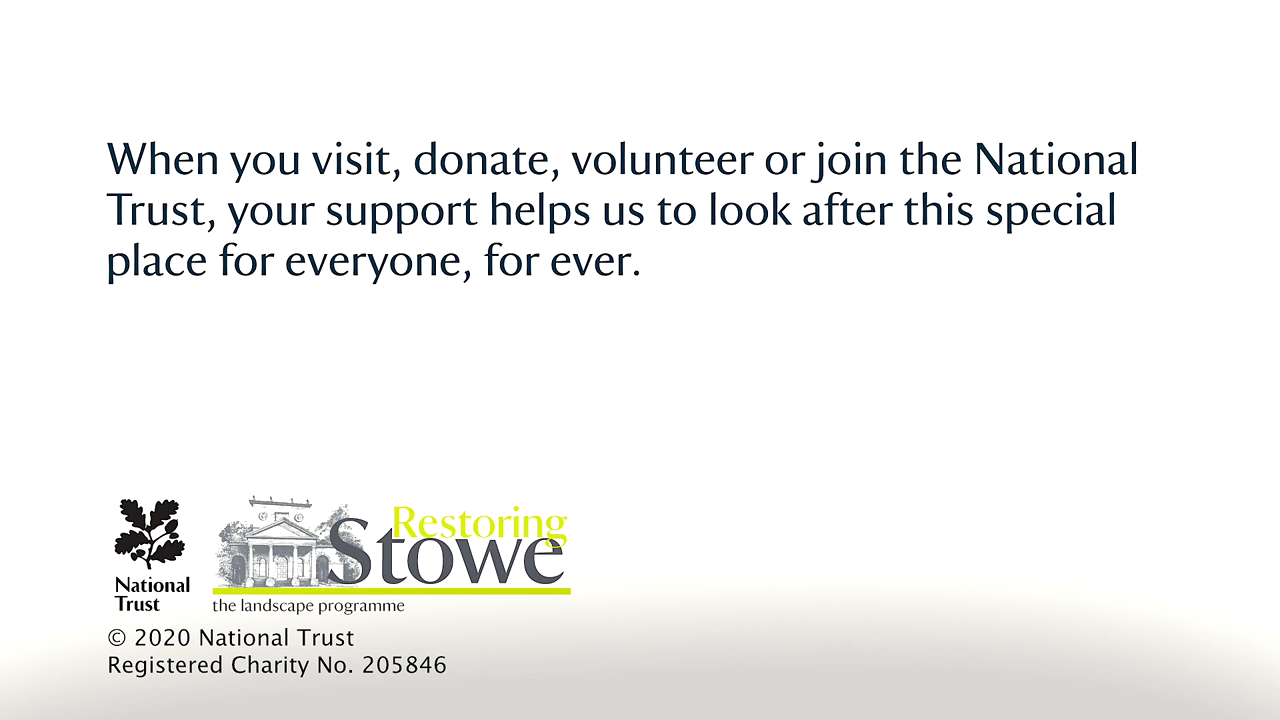 When you visit, donate, volunteer or join the National
Trust, your support helps us to look after this special
place for everyone, for ever.
National
Trust
Restoring
Stowe
the landscape programme
© 2020 National Trust
Registered Charity No. 205846